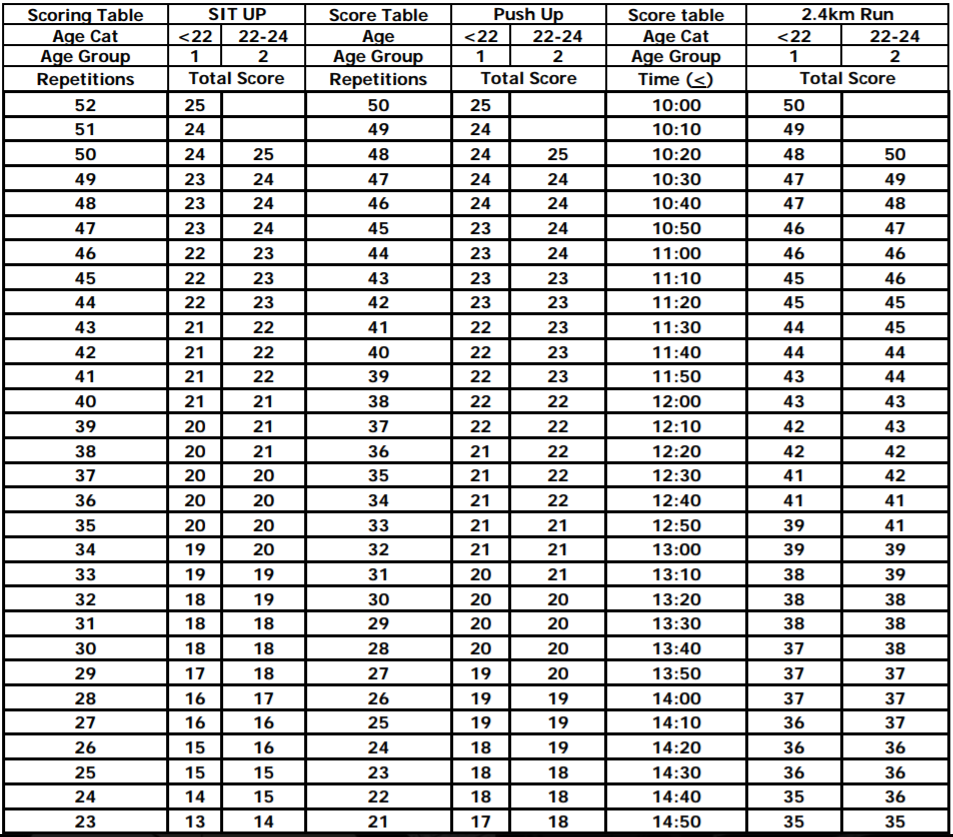 Scoring Table SIT UP Score Table Push Up Score table 2.4km Run
Age Cat <22 22-24 Age <22 22-24 Age Cat <22 22-24
Age Group 1 2 Age Group 1 2 Age Group 1 2
Repetitions Total Score Repetitions Total Score Time (≤) Total Score
52 25 50 25 10:00 50
51 24 49 24 10:10 49
50 24 25 48 24 25 10:20 48 50
49 23 24 47 24 24 10:30 47 49
48 23 24 46 24 24 10:40 47 48
47 23 24 45 23 24 10:50 46 47
46 22 23 44 23 24 11:00 46 46
45 22 23 43 23 23 11:10 45 46
44 22 23 42 23 23 11:20 45 45
43 21 22 41 22 23 11:30 44 45
42 21 22 40 22 23 11:40 44 44
41 21 22 39 22 23 11:50 43 44
40 21 21 38 22 22 12:00 43 43
39 20 21 37 22 22 12:10 42 43
38 20 21 36 21 22 12:20 42 42
37 20 20 35 21 22 12:30 41 42
36 20 20 34 21 22 12:40 41 41
35 20 20 33 21 21 12:50 39 41
34 19 20 32 21 21 13:00 39 39
33 19 19 31 20 21 13:10 38 39
32 18 19 30 20 20 13:20 38 38
31 18 18 29 20 20 13:30 38 38
30 18 18 28 20 20 13:40 37 38
29 17 18 27 19 20 13:50 37 37
28 16 17 26 19 19 14:00 37 37
27 16 16 25 19 19 14:10 36 37
26 15 16 24 18 19 14:20 36 36
25 15 15 23 18 18 14:30 36 36
24 14 15 22 18 18 14:40 35 36
23 13 14 21 17 18 14:50 35 35